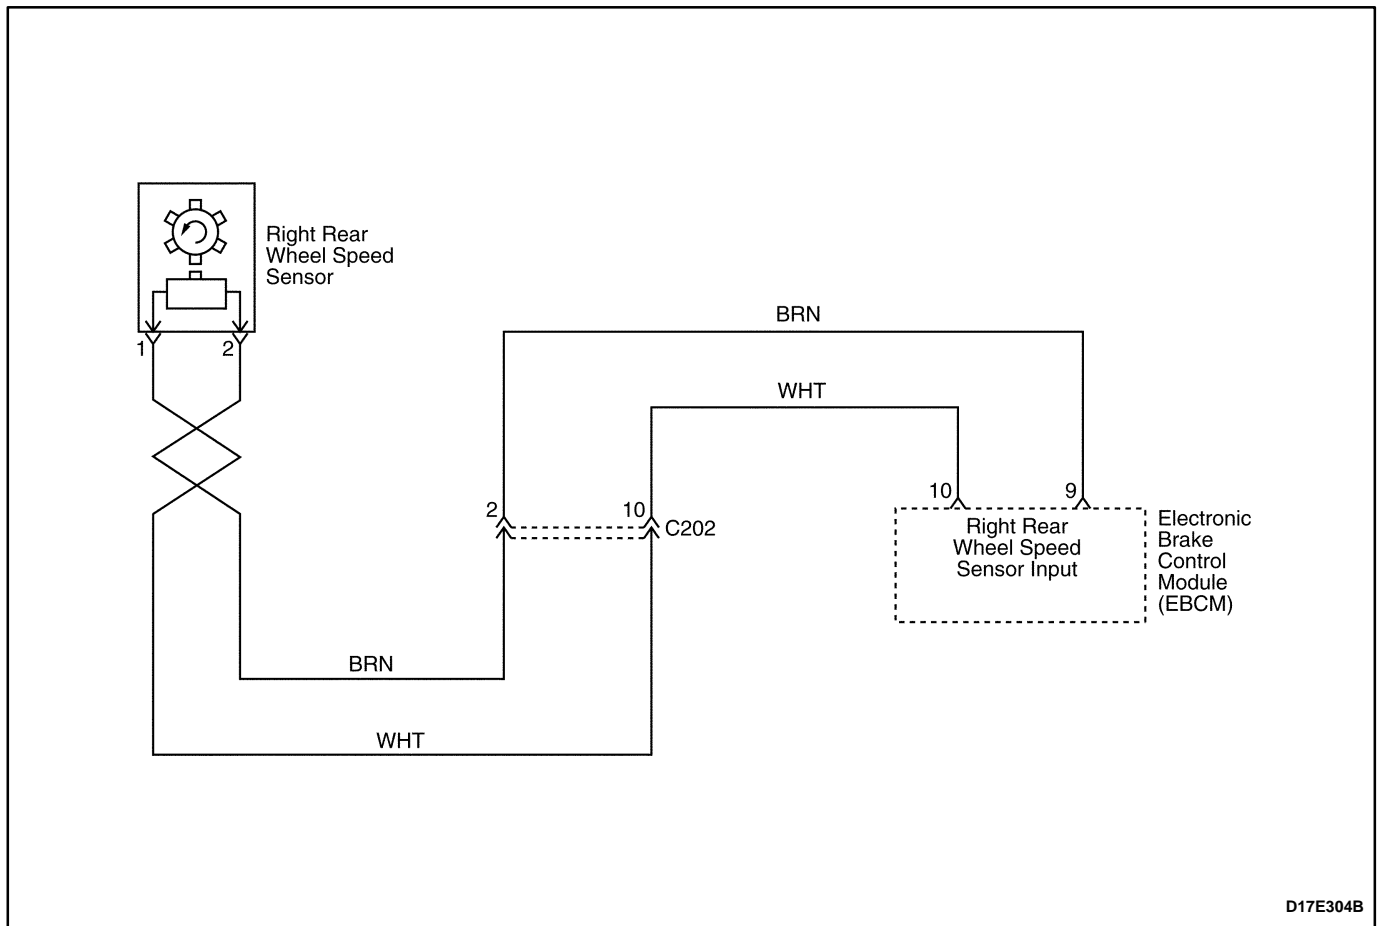 Right Rear
Wheel Speed
Sensor
1
2
BRN
WHT
2
10
C202
10
9
Right Rear
Wheel Speed
Sensor Input
Electronic
Brake
Control
Module
(EBCM)
BRN
WHT
D17E304B